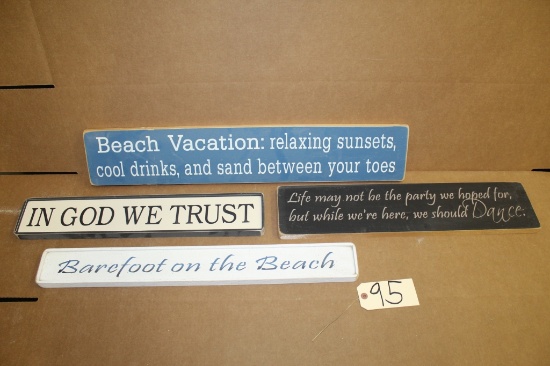 Beach Vacation: relaxing sunsets,
cool drinks, and sand between your toes
IN GOD WE TRUST
Life may not be the party we hoped for,
but while we're here, we should Dance.
Barefoot on the Beach
95